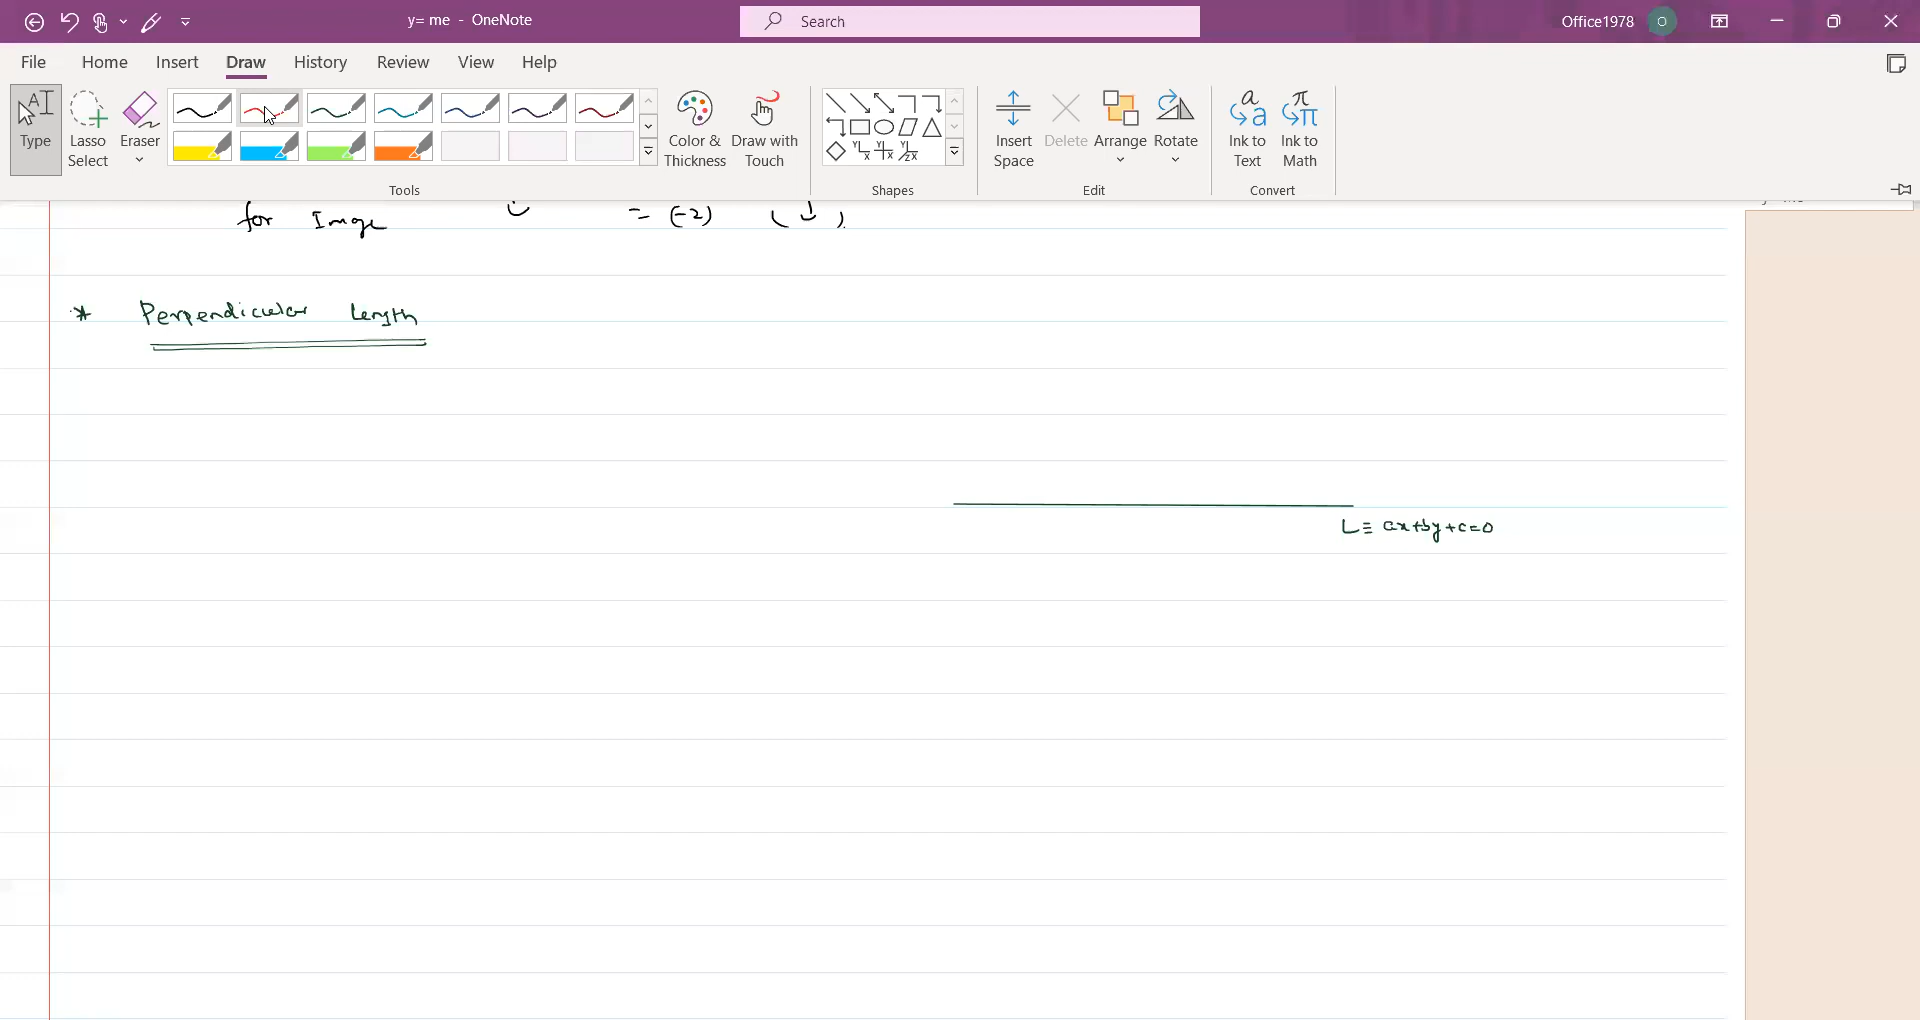 y= me - OneNote
Search
Office1978
O
File Home Insert Draw History Review View Help
Type
Lasso Select
Eraser
Color & Thickness
Draw with Touch
Insert Space
Delete
Arrange
Rotate
Ink to Text
Ink to Math
Tools
Shapes
Edit
Convert
for Image = (-2)
* Perpendicular length
L ≡ ax+by+c=0